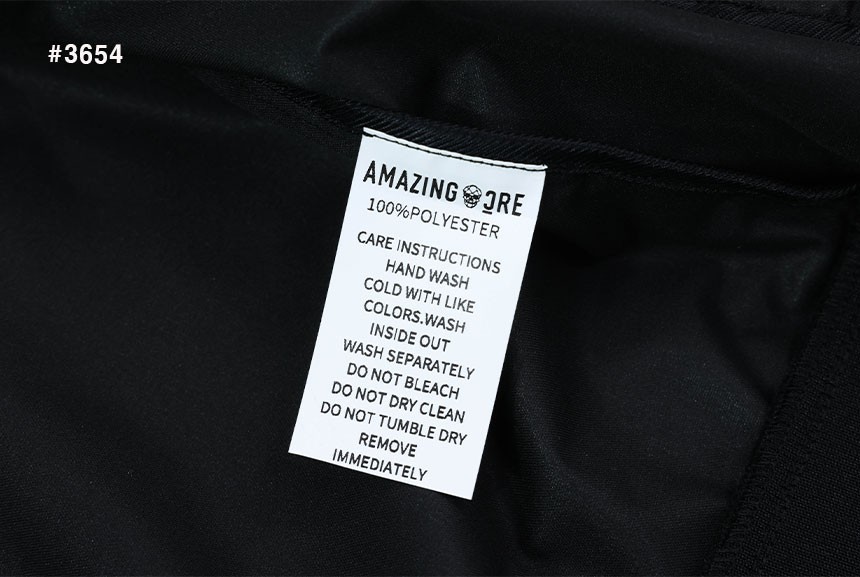 #3654
AMAZING CORE
100%POLYESTER
CARE INSTRUCTIONS
HAND WASH
COLD WITH LIKE
COLORS.WASH
INSIDE OUT
WASH SEPARATELY
DO NOT BLEACH
DO NOT DRY CLEAN
DO NOT TUMBLE DRY
REMOVE
IMMEDIATELY